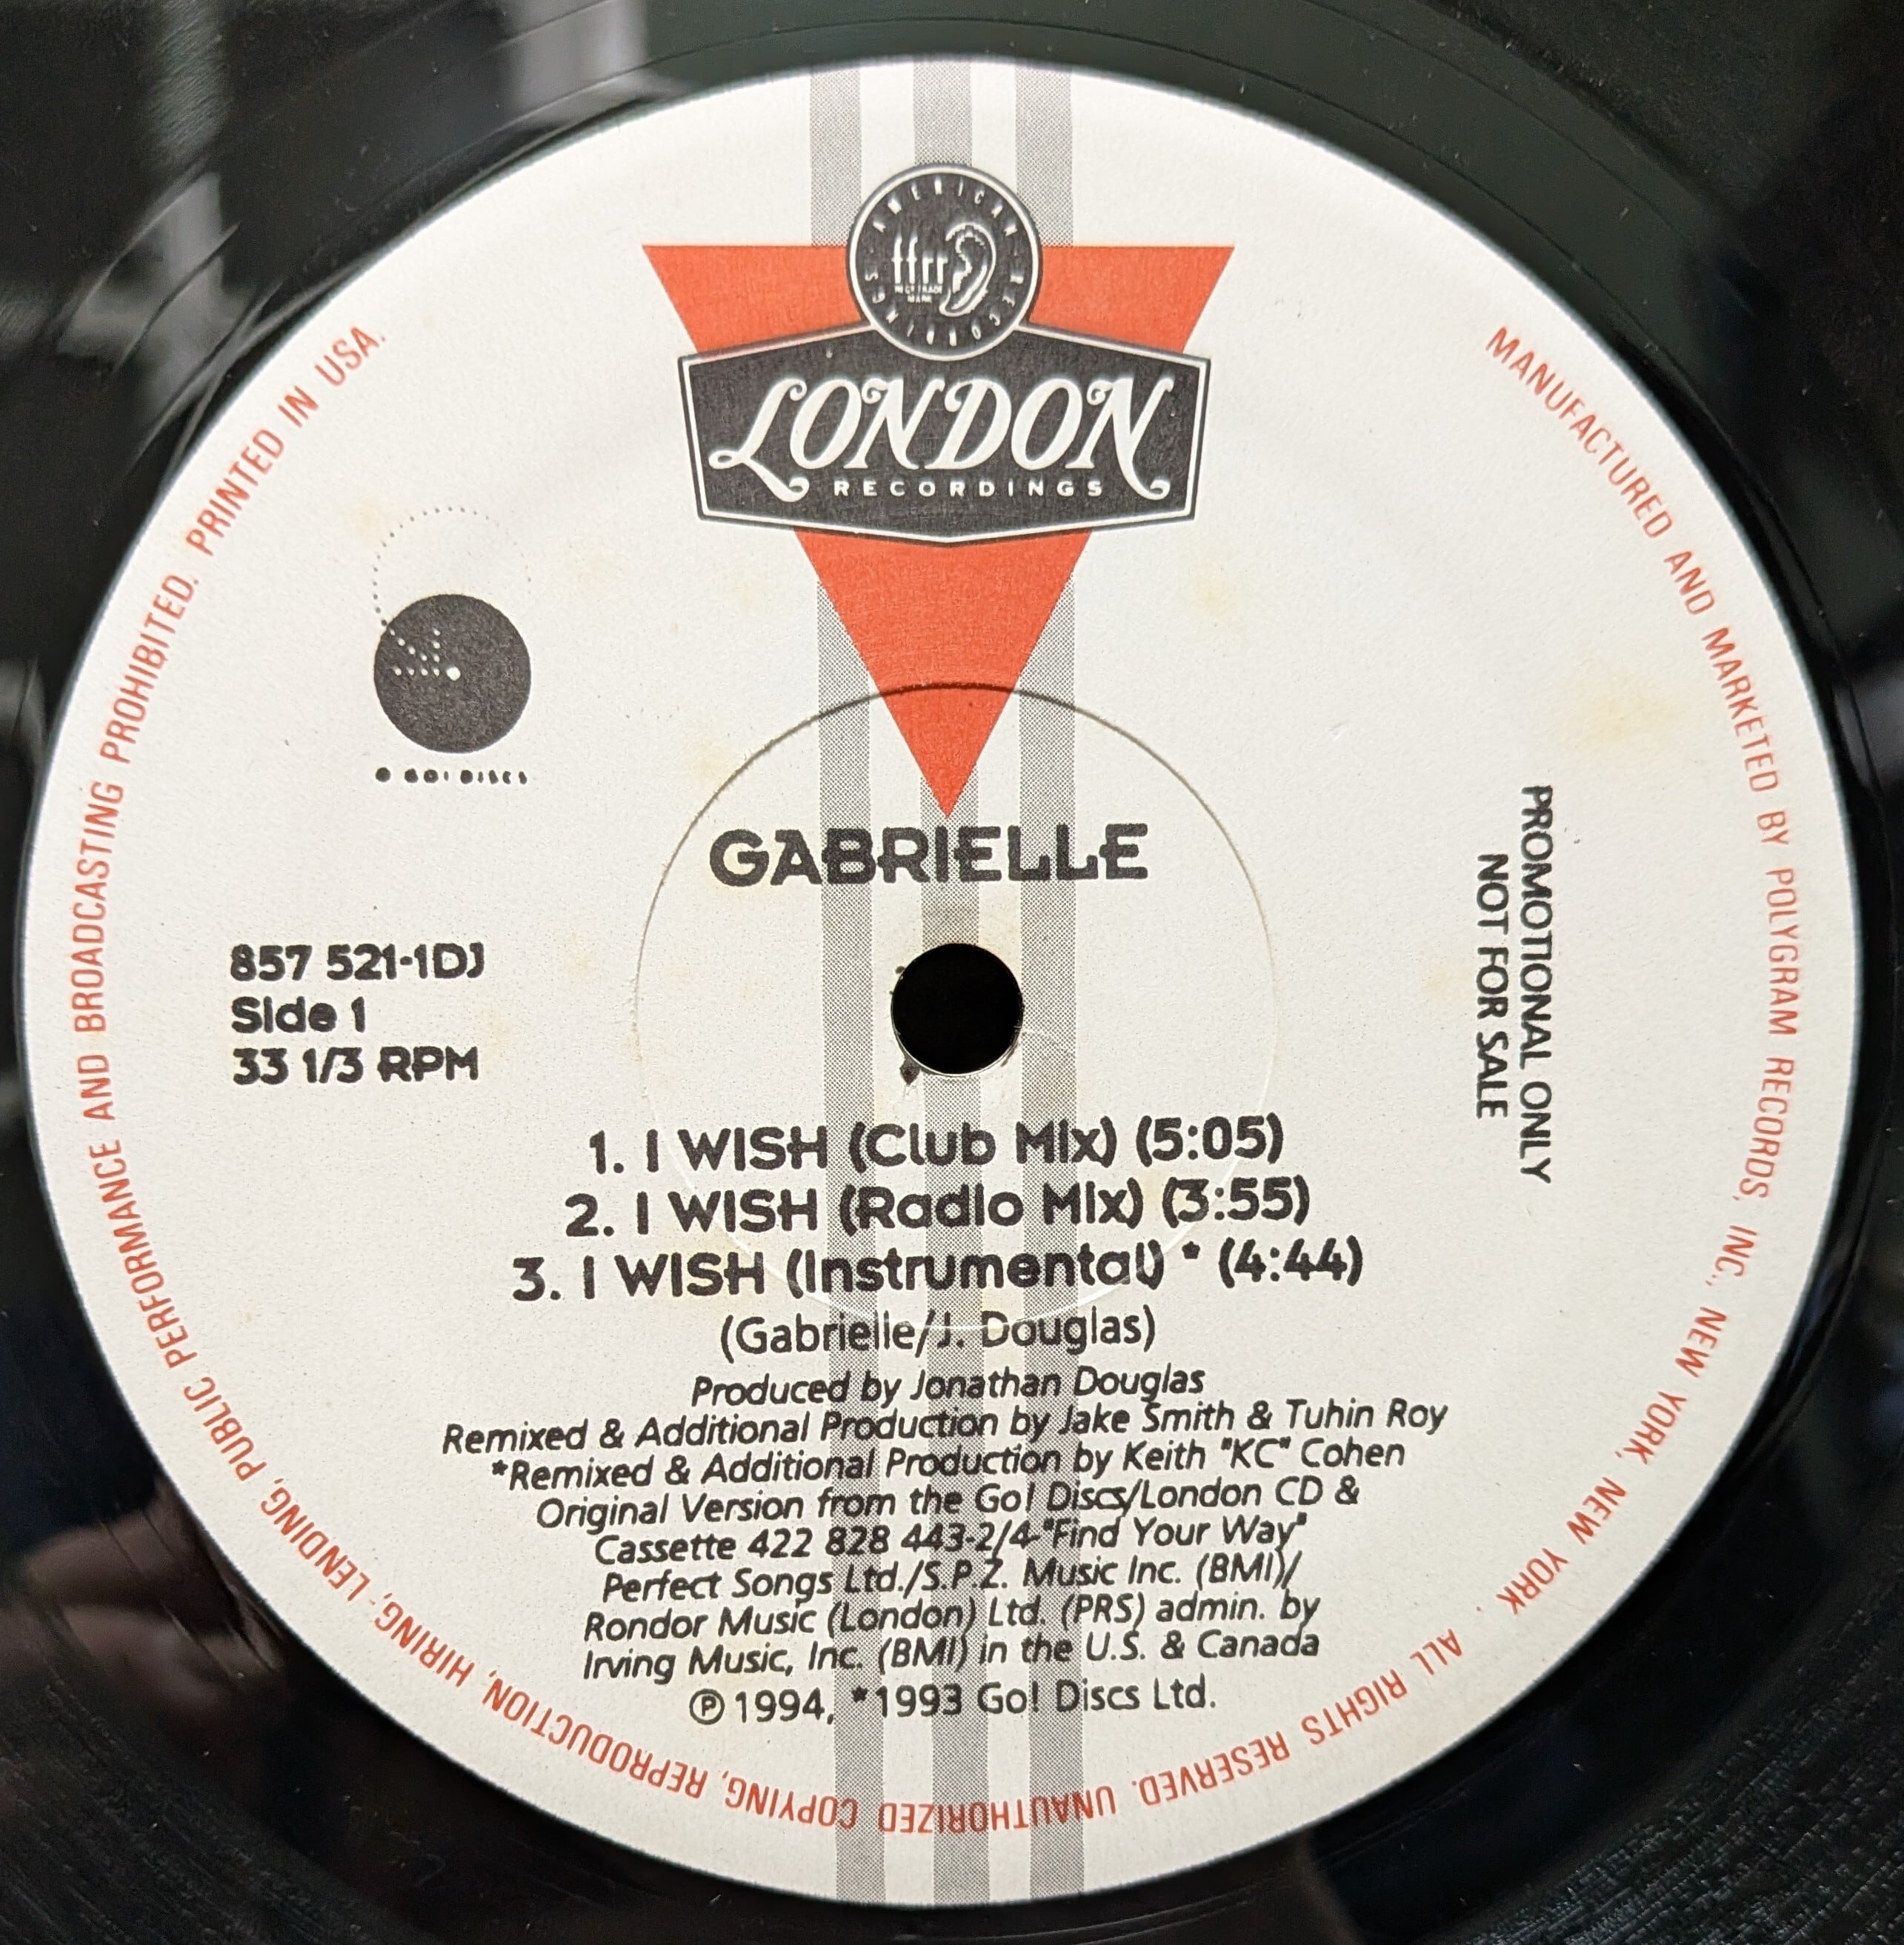 AMERICAN RECORDINGS
ffrr
REG'D TRADE
MARK
LONDON
RECORDINGS
GO! DISCS
GABRIELLE
857 521-1DJ
Side 1
33 1/3 RPM
PROMOTIONAL ONLY
NOT FOR SALE
1. I WISH (Club Mix) (5:05)
2. I WISH (Radio Mix) (3:55)
3. I WISH (Instrumental) * (4:44)
(Gabrielle/J. Douglas)
Produced by Jonathan Douglas
Remixed & Additional Production by Jake Smith & Tuhin Roy
*Remixed & Additional Production by Keith "KC" Cohen
Original Version from the Go! Discs/London CD &
Cassette 422 828 443-2/4-"Find Your Way"
Perfect Songs Ltd./S.P.Z. Music Inc. (BMI)/
Rondor Music (London) Ltd. (PRS) admin. by
Irving Music, Inc. (BMI) in the U.S. & Canada
Ⓟ 1994, *1993 Go! Discs Ltd.
MANUFACTURED AND MARKETED BY POLYGRAM RECORDS, INC., NEW YORK, NEW YORK . ALL RIGHTS RESERVED. UNAUTHORIZED COPYING, REPRODUCTION, HIRING, LENDING, PUBLIC PERFORMANCE AND BROADCASTING PROHIBITED. PRINTED IN USA.